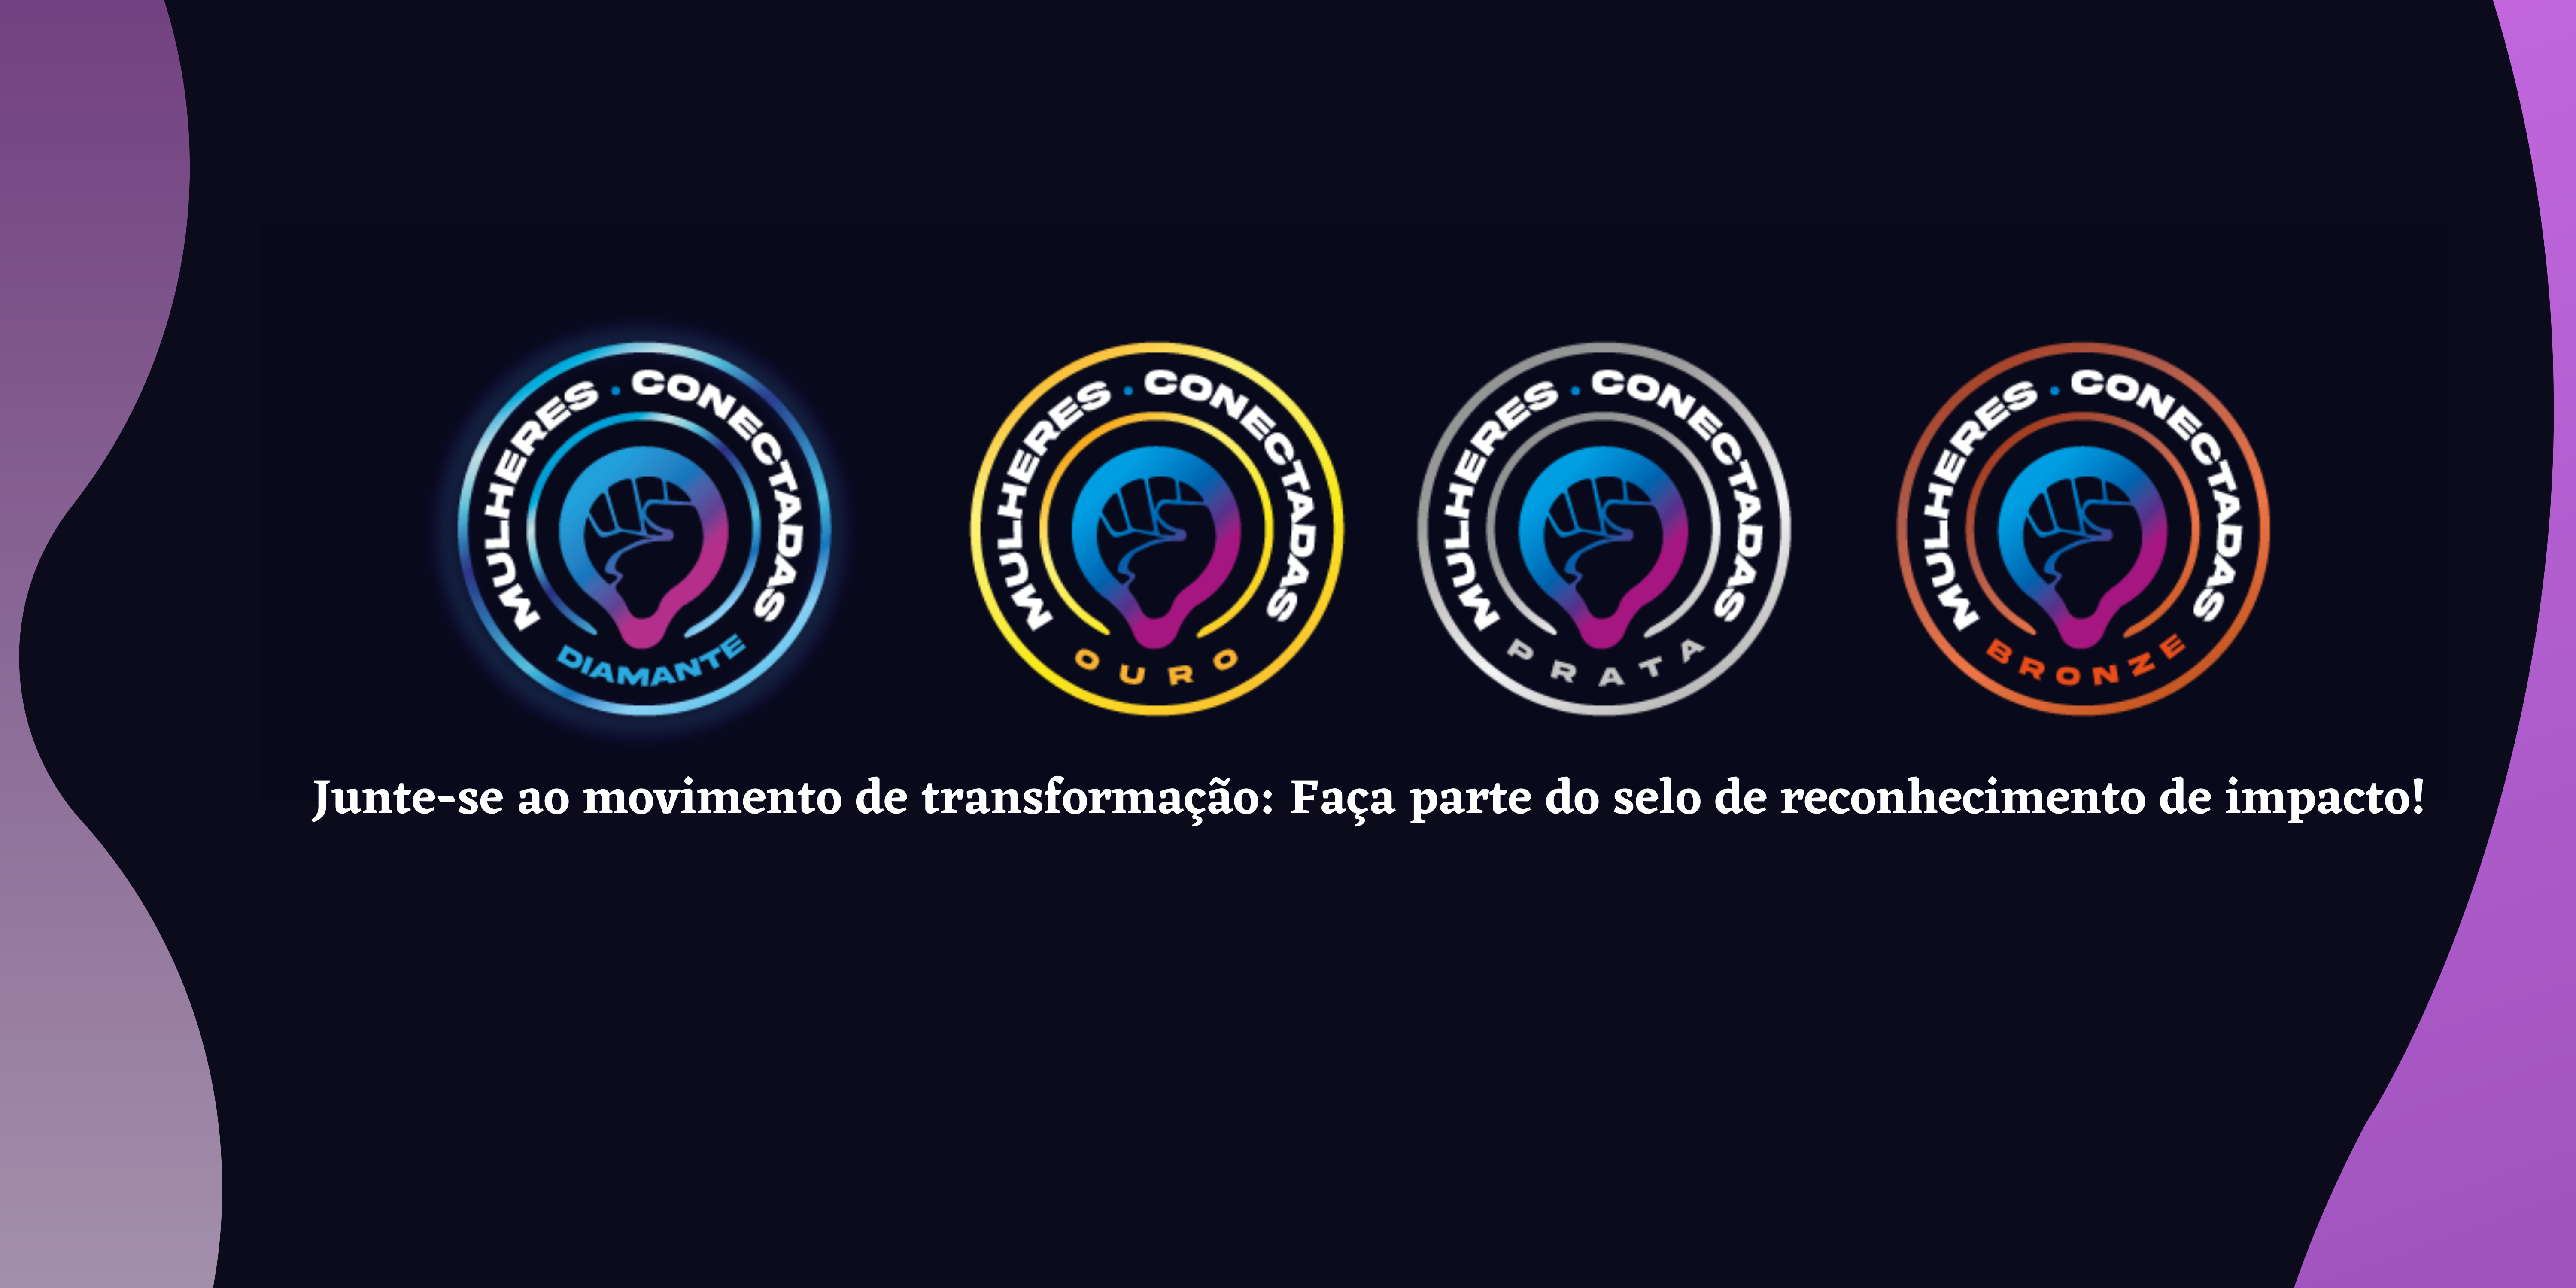 MULHERES . CONECTADAS
DIAMANTE
MULHERES . CONECTADAS
OURO
MULHERES . CONECTADAS
PRATA
MULHERES . CONECTADAS
BRONZE
Junte-se ao movimento de transformação: Faça parte do selo de reconhecimento de impacto!